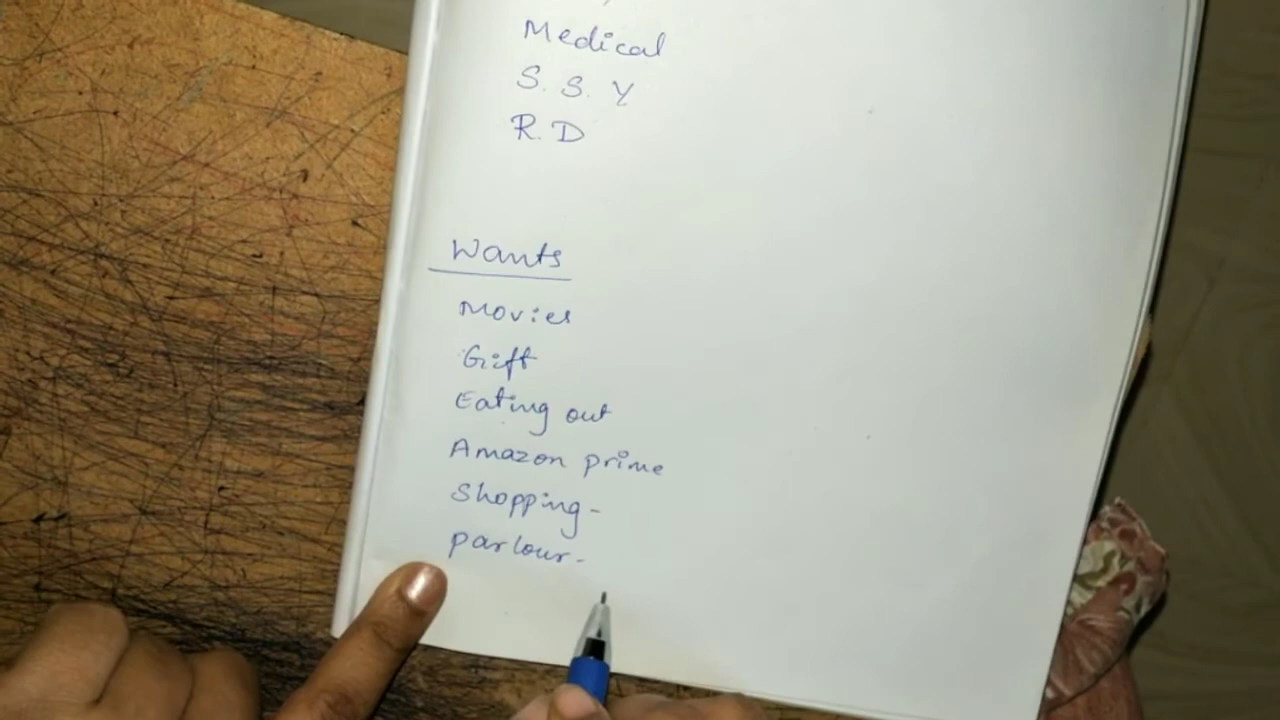 Medical
S. S. Y
R. D
Wants
Movies
Gift
Eating out
Amazon prime
Shopping-
parlour-